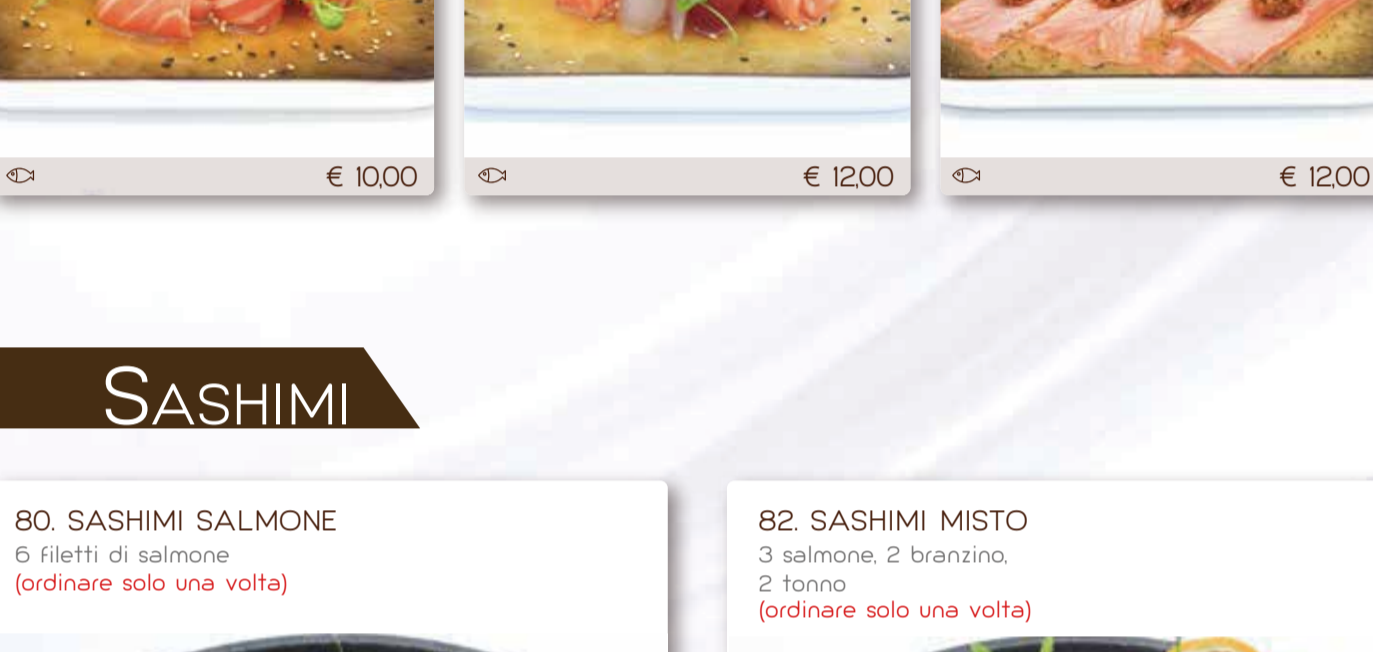 € 10,00
€ 12,00
€ 12,00
SASHIMI
80. SASHIMI SALMONE
6 filetti di salmone
(ordinare solo una volta)
82. SASHIMI MISTO
3 salmone, 2 branzino,
2 tonno
(ordinare solo una volta)